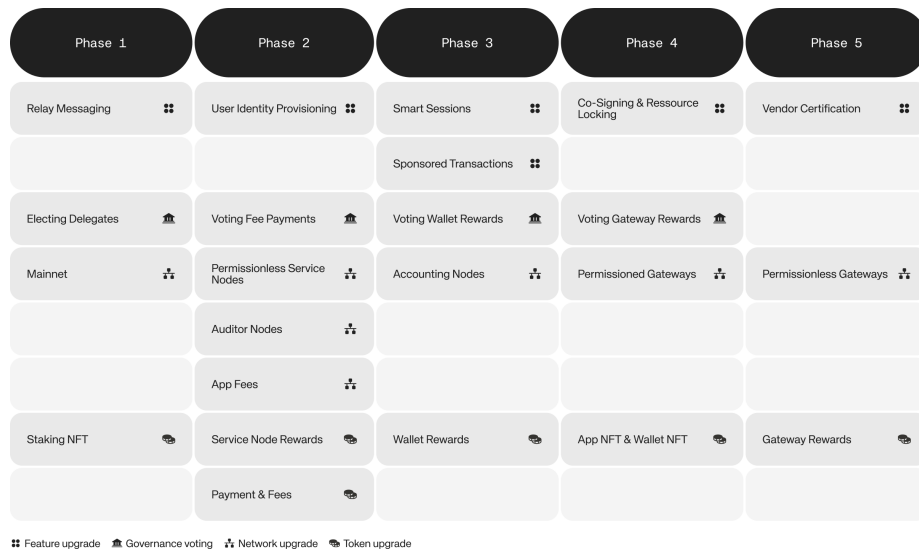 Phase 1
Phase 2
Phase 3
Phase 4
Phase 5
Relay Messaging
User Identity Provisioning
Smart Sessions
Co-Signing & Ressource
Locking
Vendor Certification
Sponsored Transactions
Electing Delegates
Voting Fee Payments
Voting Wallet Rewards
Voting Gateway Rewards
Mainnet
Permissionless Service
Nodes
Accounting Nodes
Permissioned Gateways
Permissionless Gateways
Auditor Nodes
App Fees
Staking NFT
Service Node Rewards
Wallet Rewards
App NFT & Wallet NFT
Gateway Rewards
Payment & Fees
Feature upgrade
Governance voting
Network upgrade
Token upgrade